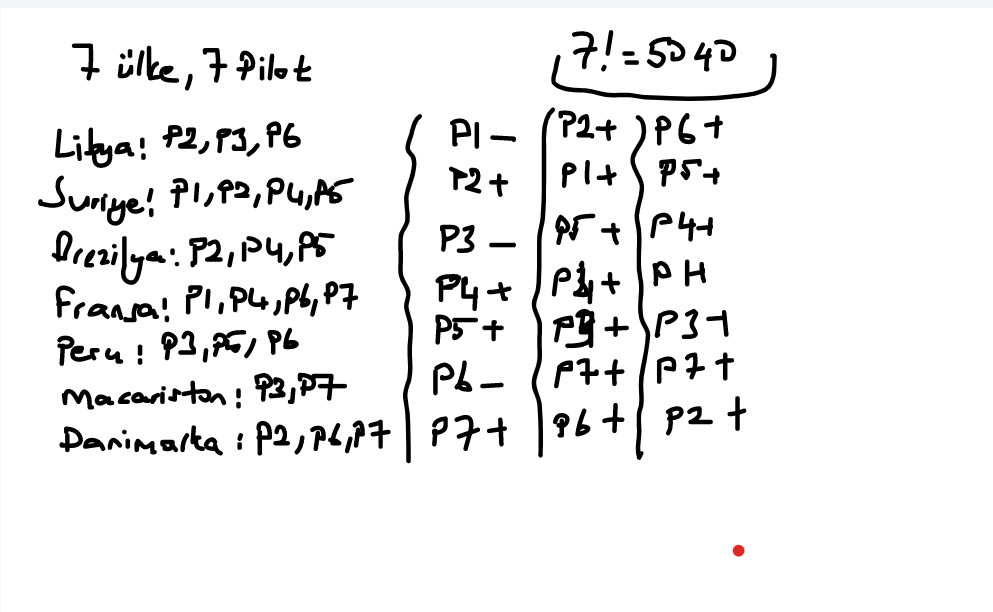 7 ülke, 7 Pilot
7! = 5040
Libya: P2, P3, P6
P1 -
P2 +
P6 +
Suriye: P1, P2, P4, P5
P2 +
P1 +
P5 +
Brezilya: P2, P4, P5
P3 -
P5 +
P4 +
Fransa: P1, P4, P6, P7
P4 +
Peru: P3, P5, P6
P5 +
P3 +
Macaristan: P3, P7
P6 -
P7 +
P7 +
Danimarka: P2, P6, P7
P7 +
P6 +
P2 +